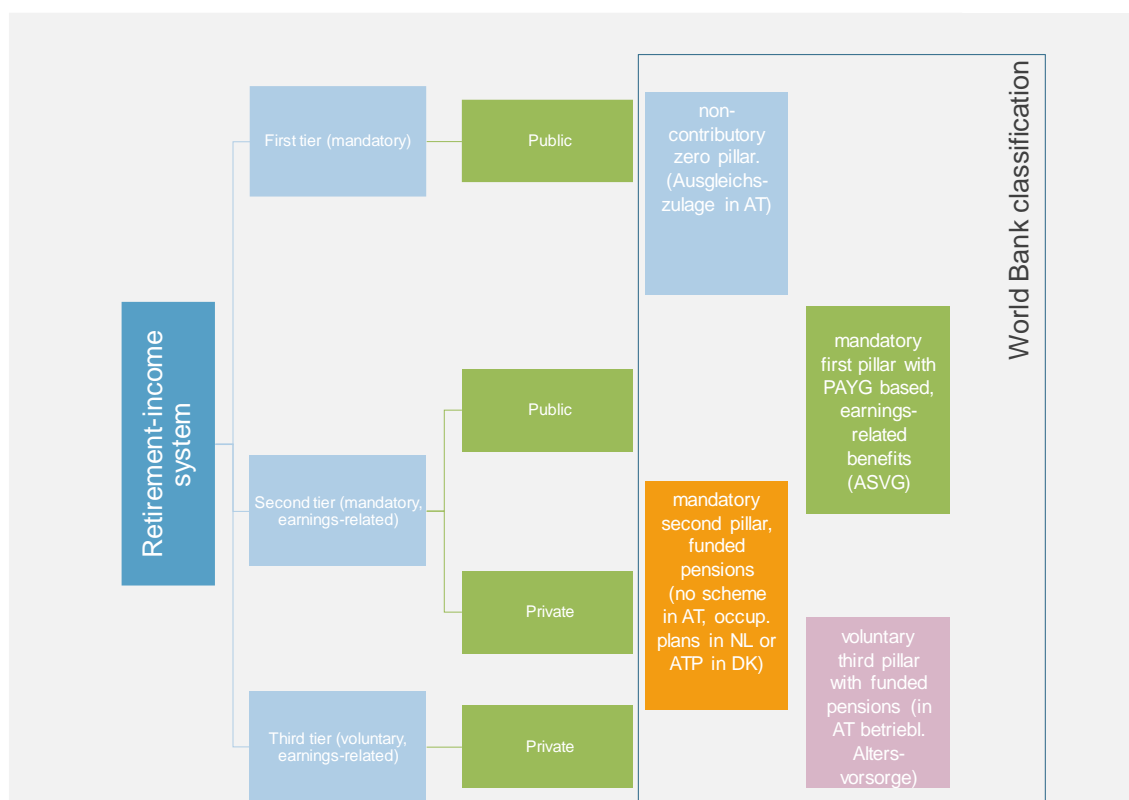 Retirement-income
system
First tier (mandatory)
Public
Second tier (mandatory,
earnings-related)
Public
Private
Third tier (voluntary,
earnings-related)
Private
non-
contributory
zero pillar.
(Ausgleichs-
zulage in AT)
mandatory
first pillar with
PAYG based,
earnings-
related
benefits
(ASVG)
mandatory
second pillar,
funded
pensions
(no scheme
in AT, occup.
plans in NL or
ATP in DK)
voluntary
third pillar
with funded
pensions (in
AT betriebl.
Alters-
vorsorge)
World Bank classification